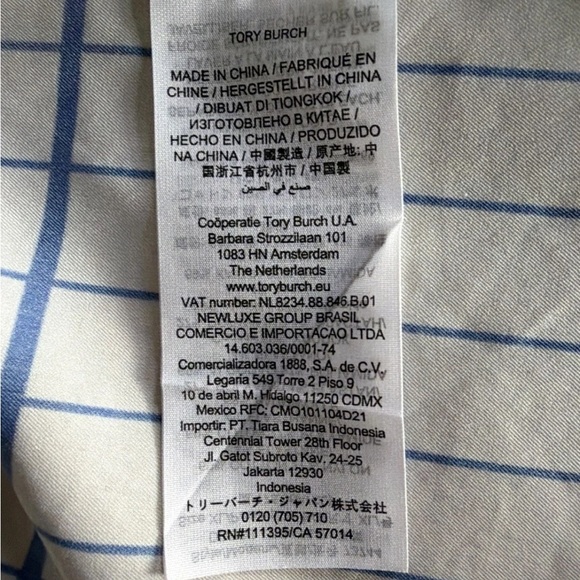 TORY BURCH
MADE IN CHINA / FABRIQUÉ EN
CHINE / HERGESTELLT IN CHINA
/ DIBUAT DI TIONGKOK /
ИЗГОТОВЛЕНО В КИТАЕ /
HECHO EN CHINA / PRODUZIDO
NA CHINA / 中國製造 / 原产地: 中
国浙江省杭州市 / 中国製
صنع في الصين
Coöperatie Tory Burch U.A.
Barbara Strozzilaan 101
1083 HN Amsterdam
The Netherlands
www.toryburch.eu
VAT number: NL8234.88.846.B.01
NEWLUXE GROUP BRASIL
COMERCIO E IMPORTACAO LTDA
14.603.036/0001-74
Comercializadora 1888, S.A. de C.V.
Legaria 549 Torre 2 Piso 9
10 de abril M. Hidalgo 11250 CDMX
Mexico RFC: CMO101104D21
Importir: PT. Tiara Busana Indonesia
Centennial Tower 28th Floor
Jl. Gatot Subroto Kav. 24-25
Jakarta 12930
Indonesia
トリーバーチ・ジャパン株式会社
0120 (705) 710
RN#111395/CA 57014